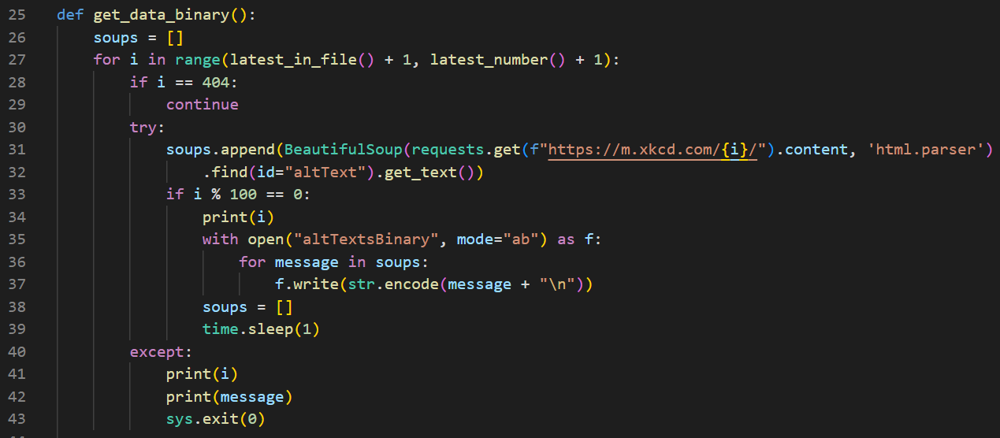 25 def get_data_binary():
26     soups = []
27     for i in range(latest_in_file() + 1, latest_number() + 1):
28         if i == 404:
29             continue
30         try:
31             soups.append(BeautifulSoup(requests.get(f"https://m.xkcd.com/{i}/").content, 'html.parser')
32                 .find(id="altText").get_text())
33             if i % 100 == 0:
34                 print(i)
35                 with open("altTextsBinary", mode="ab") as f:
36                     for message in soups:
37                         f.write(str.encode(message + "\n"))
38                 soups = []
39                 time.sleep(1)
40         except:
41             print(i)
42             print(message)
43             sys.exit(0)